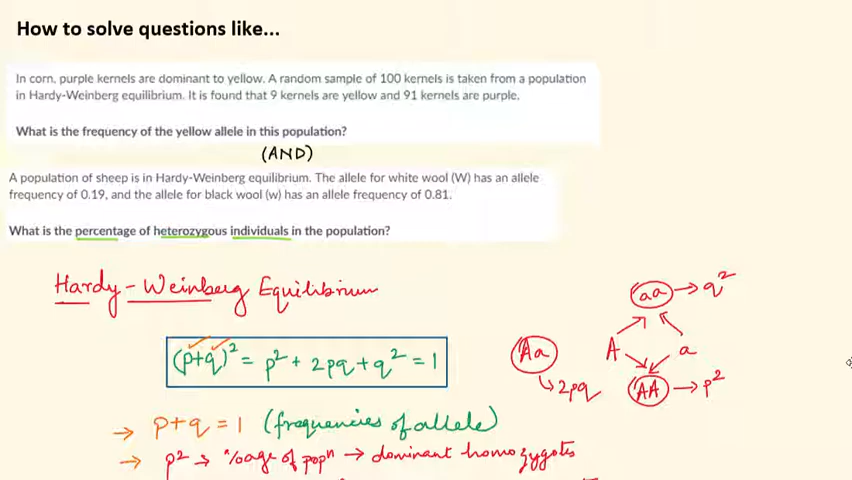 How to solve questions like...
In corn, purple kernels are dominant to yellow. A random sample of 100 kernels is taken from a population
in Hardy-Weinberg equilibrium. It is found that 9 kernels are yellow and 91 kernels are purple.
What is the frequency of the yellow allele in this population?
(AND)
A population of sheep is in Hardy-Weinberg equilibrium. The allele for white wool (W) has an allele
frequency of 0.19, and the allele for black wool (w) has an allele frequency of 0.81.
What is the percentage of heterozygous individuals in the population?
Hardy-Weinberg Equilibrium
aa → q²
(p+q)² = p² + 2pq + q² = 1
Aa
A a
2pq
AA → p²
→ p+q = 1 (frequencies of allele)
→ p² → %age of popⁿ → dominant homozygotes